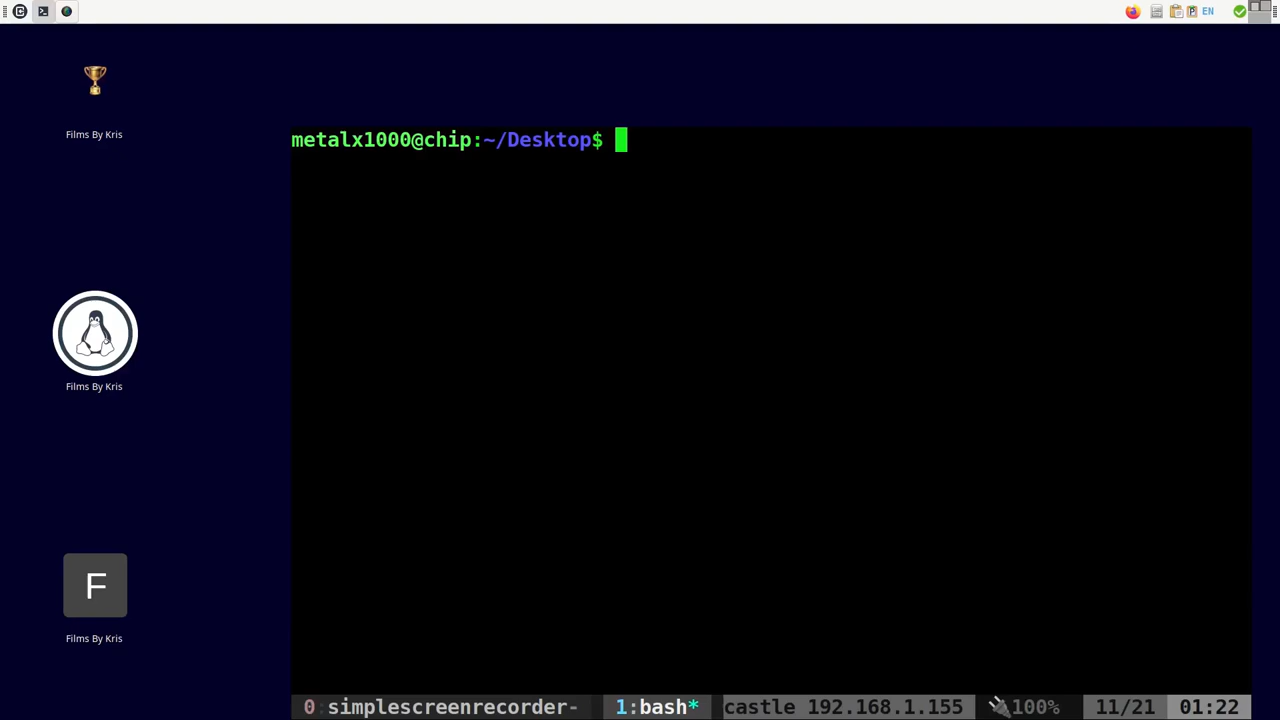 EN
Films By Kris
metalx1000@chip:~/Desktop$
Films By Kris
F
Films By Kris
0:simplescreenrecorder- 1:bash* castle 192.168.1.155 100% 11/21 01:22